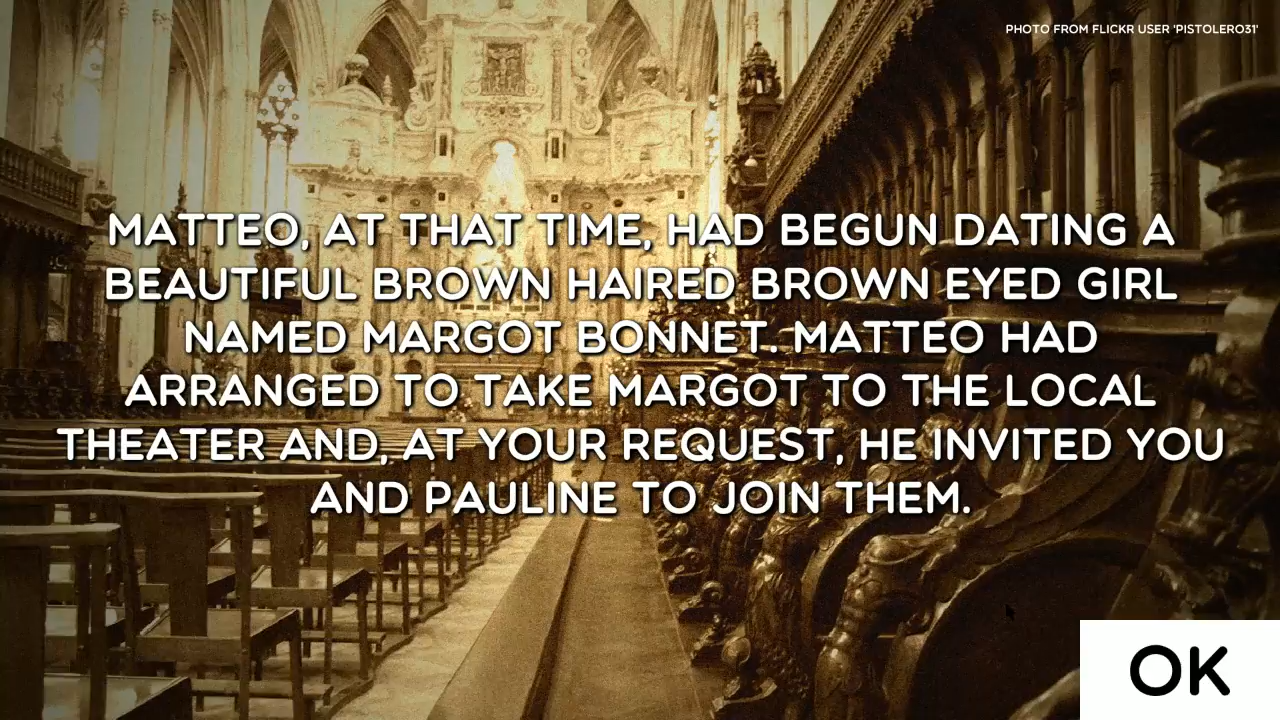 PHOTO FROM FLICKR USER 'PISTOLERO31'
MATTEO, AT THAT TIME, HAD BEGUN DATING A
BEAUTIFUL BROWN HAIRED BROWN EYED GIRL
NAMED MARGOT BONNET. MATTEO HAD
ARRANGED TO TAKE MARGOT TO THE LOCAL
THEATER AND, AT YOUR REQUEST, HE INVITED YOU
AND PAULINE TO JOIN THEM.
OK